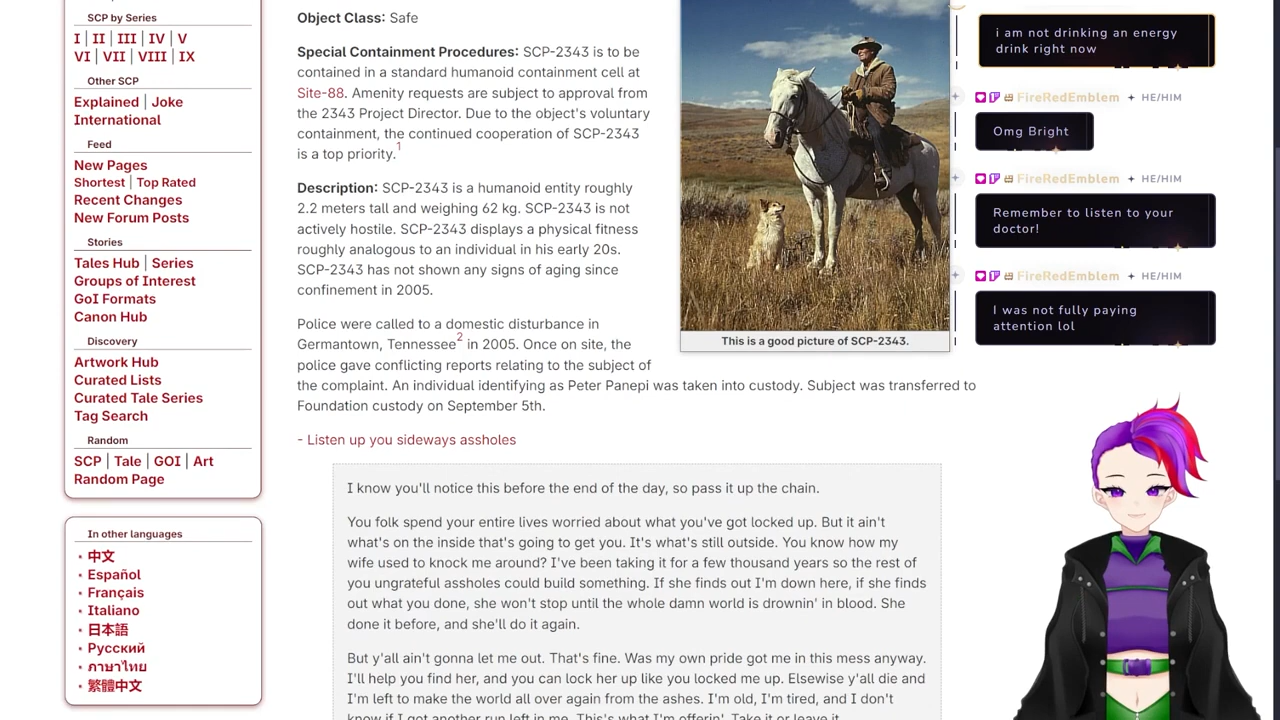 SCP by Series
I | II | III | IV | V
VI | VII | VIII | IX
Other SCP
Explained | Joke
International
Feed
New Pages
Shortest | Top Rated
Recent Changes
New Forum Posts
Stories
Tales Hub | Series
Groups of Interest
GoI Formats
Canon Hub
Discovery
Artwork Hub
Curated Lists
Curated Tale Series
Tag Search
Random
SCP | Tale | GOI | Art
Random Page
In other languages
中文
Español
Français
Italiano
日本語
Русский
ภาษาไทย
繁體中文
Object Class: Safe
Special Containment Procedures: SCP-2343 is to be
contained in a standard humanoid containment cell at
Site-88. Amenity requests are subject to approval from
the 2343 Project Director. Due to the object's voluntary
containment, the continued cooperation of SCP-2343
is a top priority.1
Description: SCP-2343 is a humanoid entity roughly
2.2 meters tall and weighing 62 kg. SCP-2343 is not
actively hostile. SCP-2343 displays a physical fitness
roughly analogous to an individual in his early 20s.
SCP-2343 has not shown any signs of aging since
confinement in 2005.
This is a good picture of SCP-2343.
Police were called to a domestic disturbance in
Germantown, Tennessee2 in 2005. Once on site, the
police gave conflicting reports relating to the subject of
the complaint. An individual identifying as Peter Panepi was taken into custody. Subject was transferred to
Foundation custody on September 5th.
- Listen up you sideways assholes
I know you'll notice this before the end of the day, so pass it up the chain.
You folk spend your entire lives worried about what you've got locked up. But it ain't
what's on the inside that's going to get you. It's what's still outside. You know how my
wife used to knock me around? I've been taking it for a few thousand years so the rest of
you ungrateful assholes could build something. If she finds out I'm down here, if she finds
out what you done, she won't stop until the whole damn world is drownin' in blood. She
done it before, and she'll do it again.
But y'all ain't gonna let me out. That's fine. Was my own pride got me in this mess anyway.
I'll help you find her, and you can lock her up like you locked me up. Elsewise y'all die and
I'm left to make the world all over again from the ashes. I'm old, I'm tired, and I don't
know if I got another run left in me. This's what I'm offerin'. Take it or leave it.
i am not drinking an energy
drink right now
FireRedEmblem HE/HIM
Omg Bright
FireRedEmblem HE/HIM
Remember to listen to your
doctor!
FireRedEmblem HE/HIM
I was not fully paying
attention lol